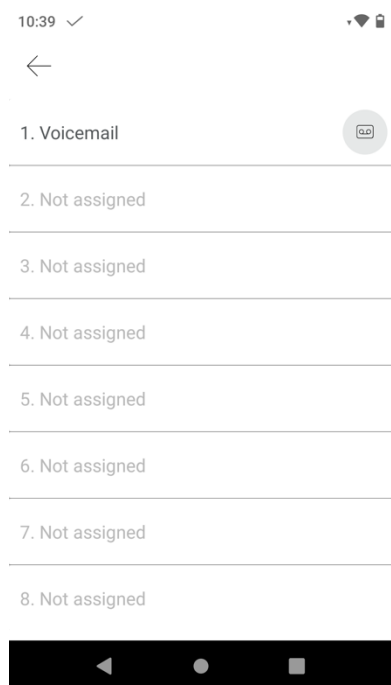 10:39
1. Voicemail
2. Not assigned
3. Not assigned
4. Not assigned
5. Not assigned
6. Not assigned
7. Not assigned
8. Not assigned